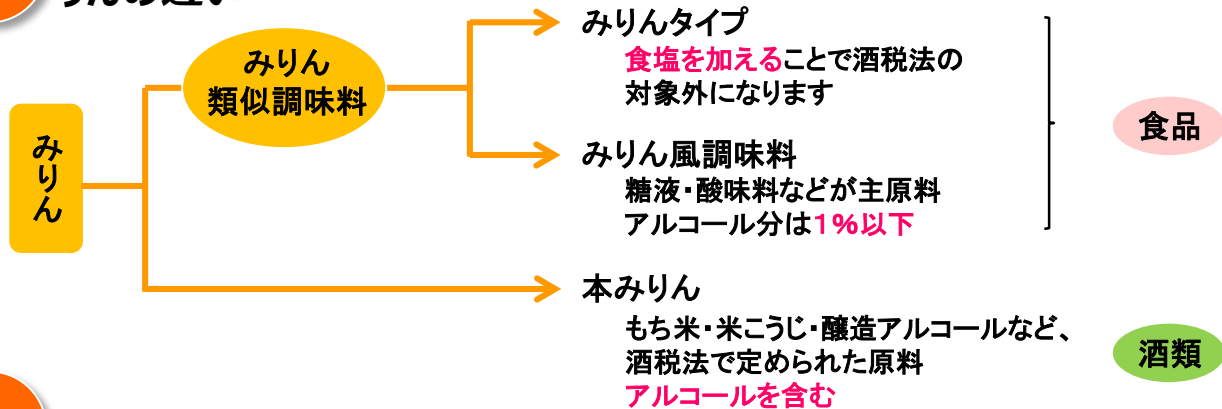 みりん
みりん
類似調味料
みりんタイプ
食塩を加えることで酒税法の
対象外になります
みりん風調味料
糖液・酸味料などが主原料
アルコール分は1%以下
食品
本みりん
もち米・米こうじ・醸造アルコールなど、
酒税法で定められた原料
アルコールを含む
酒類